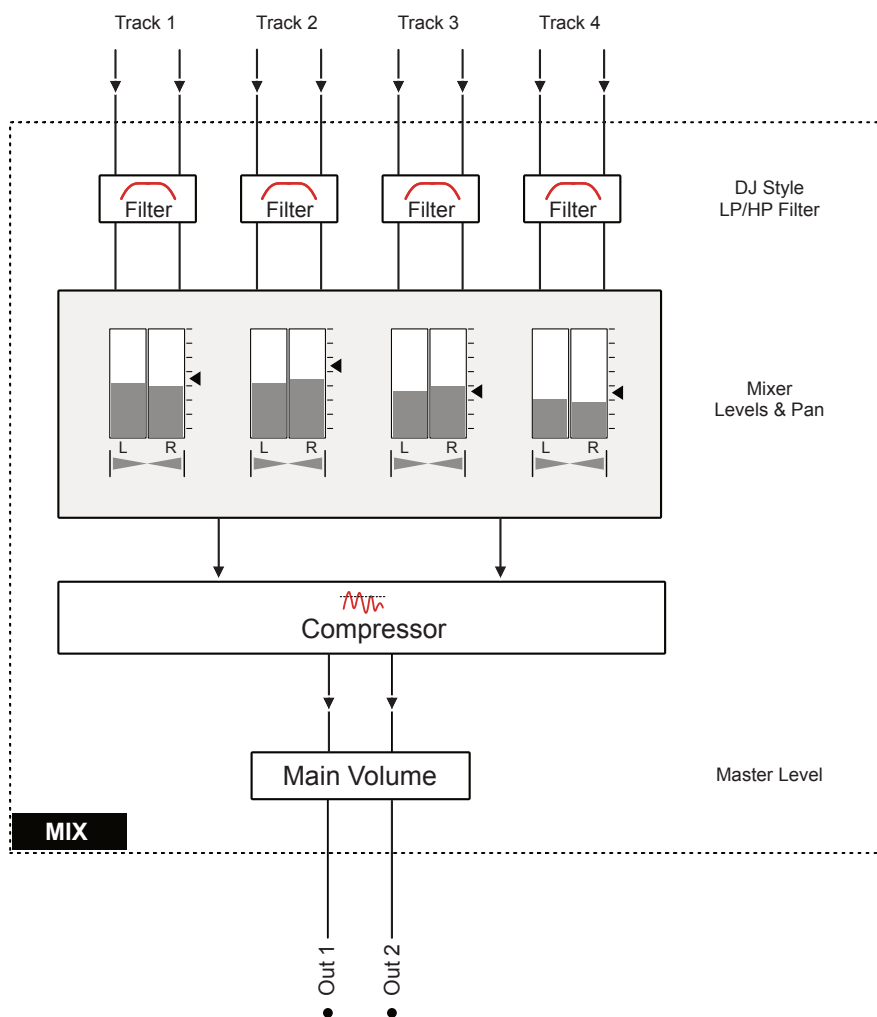 Track 1
Track 2
Track 3
Track 4
Filter
Filter
Filter
Filter
DJ Style
LP/HP Filter
L R
L R
L R
L R
Mixer
Levels & Pan
Compressor
Main Volume
Master Level
MIX
Out 1
Out 2